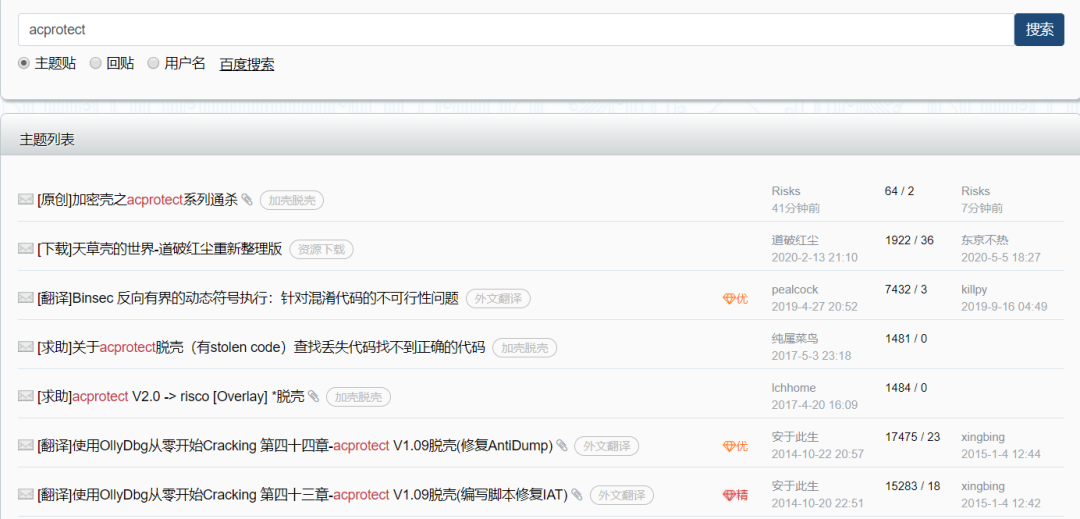 acprotect
搜索
主题贴 回贴 用户名 百度搜索
主题列表
[原创]加密壳之acprotect系列通杀 加壳脱壳 Risks 64 / 2 Risks
41分钟前 7分钟前
[下载]天草壳的世界-道破红尘重新整理版 资源下载 道破红尘 1922 / 36 东京不热
2020-2-13 21:10 2020-5-5 18:27
[翻译]Binsec 反向有界的动态符号执行：针对混淆代码的不可行性问题 外文翻译 优 pealcock 7432 / 3 killpy
2019-4-27 20:52 2019-9-16 04:49
[求助]关于acprotect脱壳（有stolen code）查找丢失代码找不到正确的代码 加壳脱壳 纯属菜鸟 1481 / 0
2017-5-3 23:18
[求助]acprotect V2.0 -> risco [Overlay] *脱壳 加壳脱壳 lchhome 1484 / 0
2017-4-20 16:09
[翻译]使用OllyDbg从零开始Cracking 第四十四章-acprotect V1.09脱壳(修复AntiDump) 外文翻译 优 安于此生 17475 / 23 xingbing
2014-10-22 20:57 2015-1-4 12:44
[翻译]使用OllyDbg从零开始Cracking 第四十三章-acprotect V1.09脱壳(编写脚本修复IAT) 外文翻译 精 安于此生 15283 / 18 xingbing
2014-10-20 22:51 2015-1-4 12:42